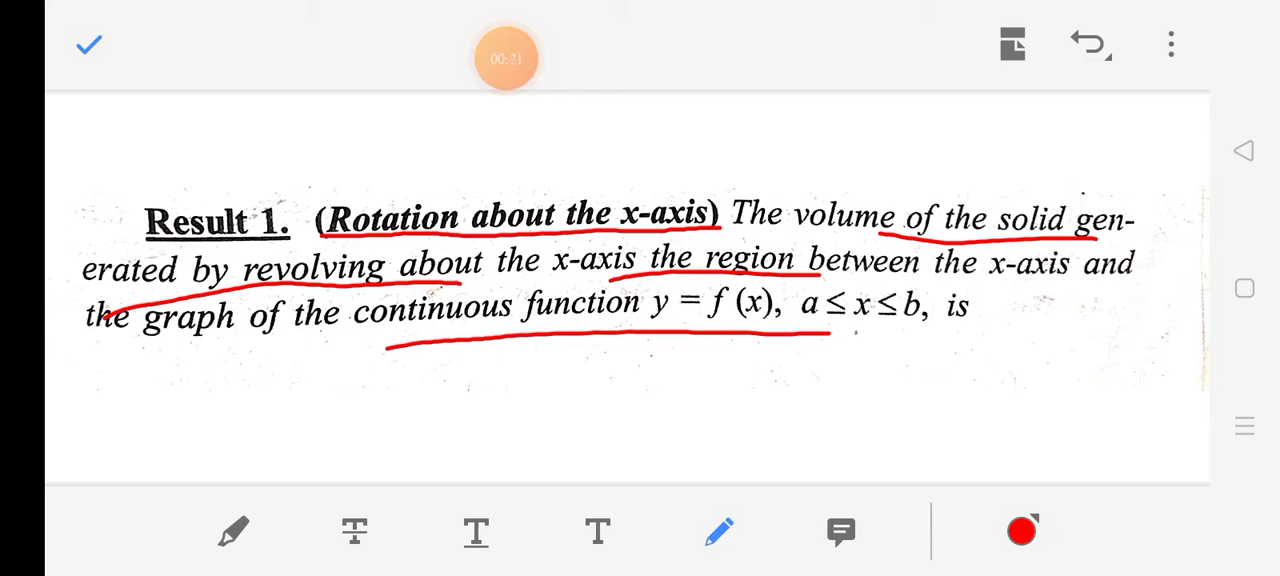 00:21
Result 1. (Rotation about the x-axis) The volume of the solid gen-
erated by revolving about the x-axis the region between the x-axis and
the graph of the continuous function y = f (x), a ≤ x ≤ b, is
T
T
T